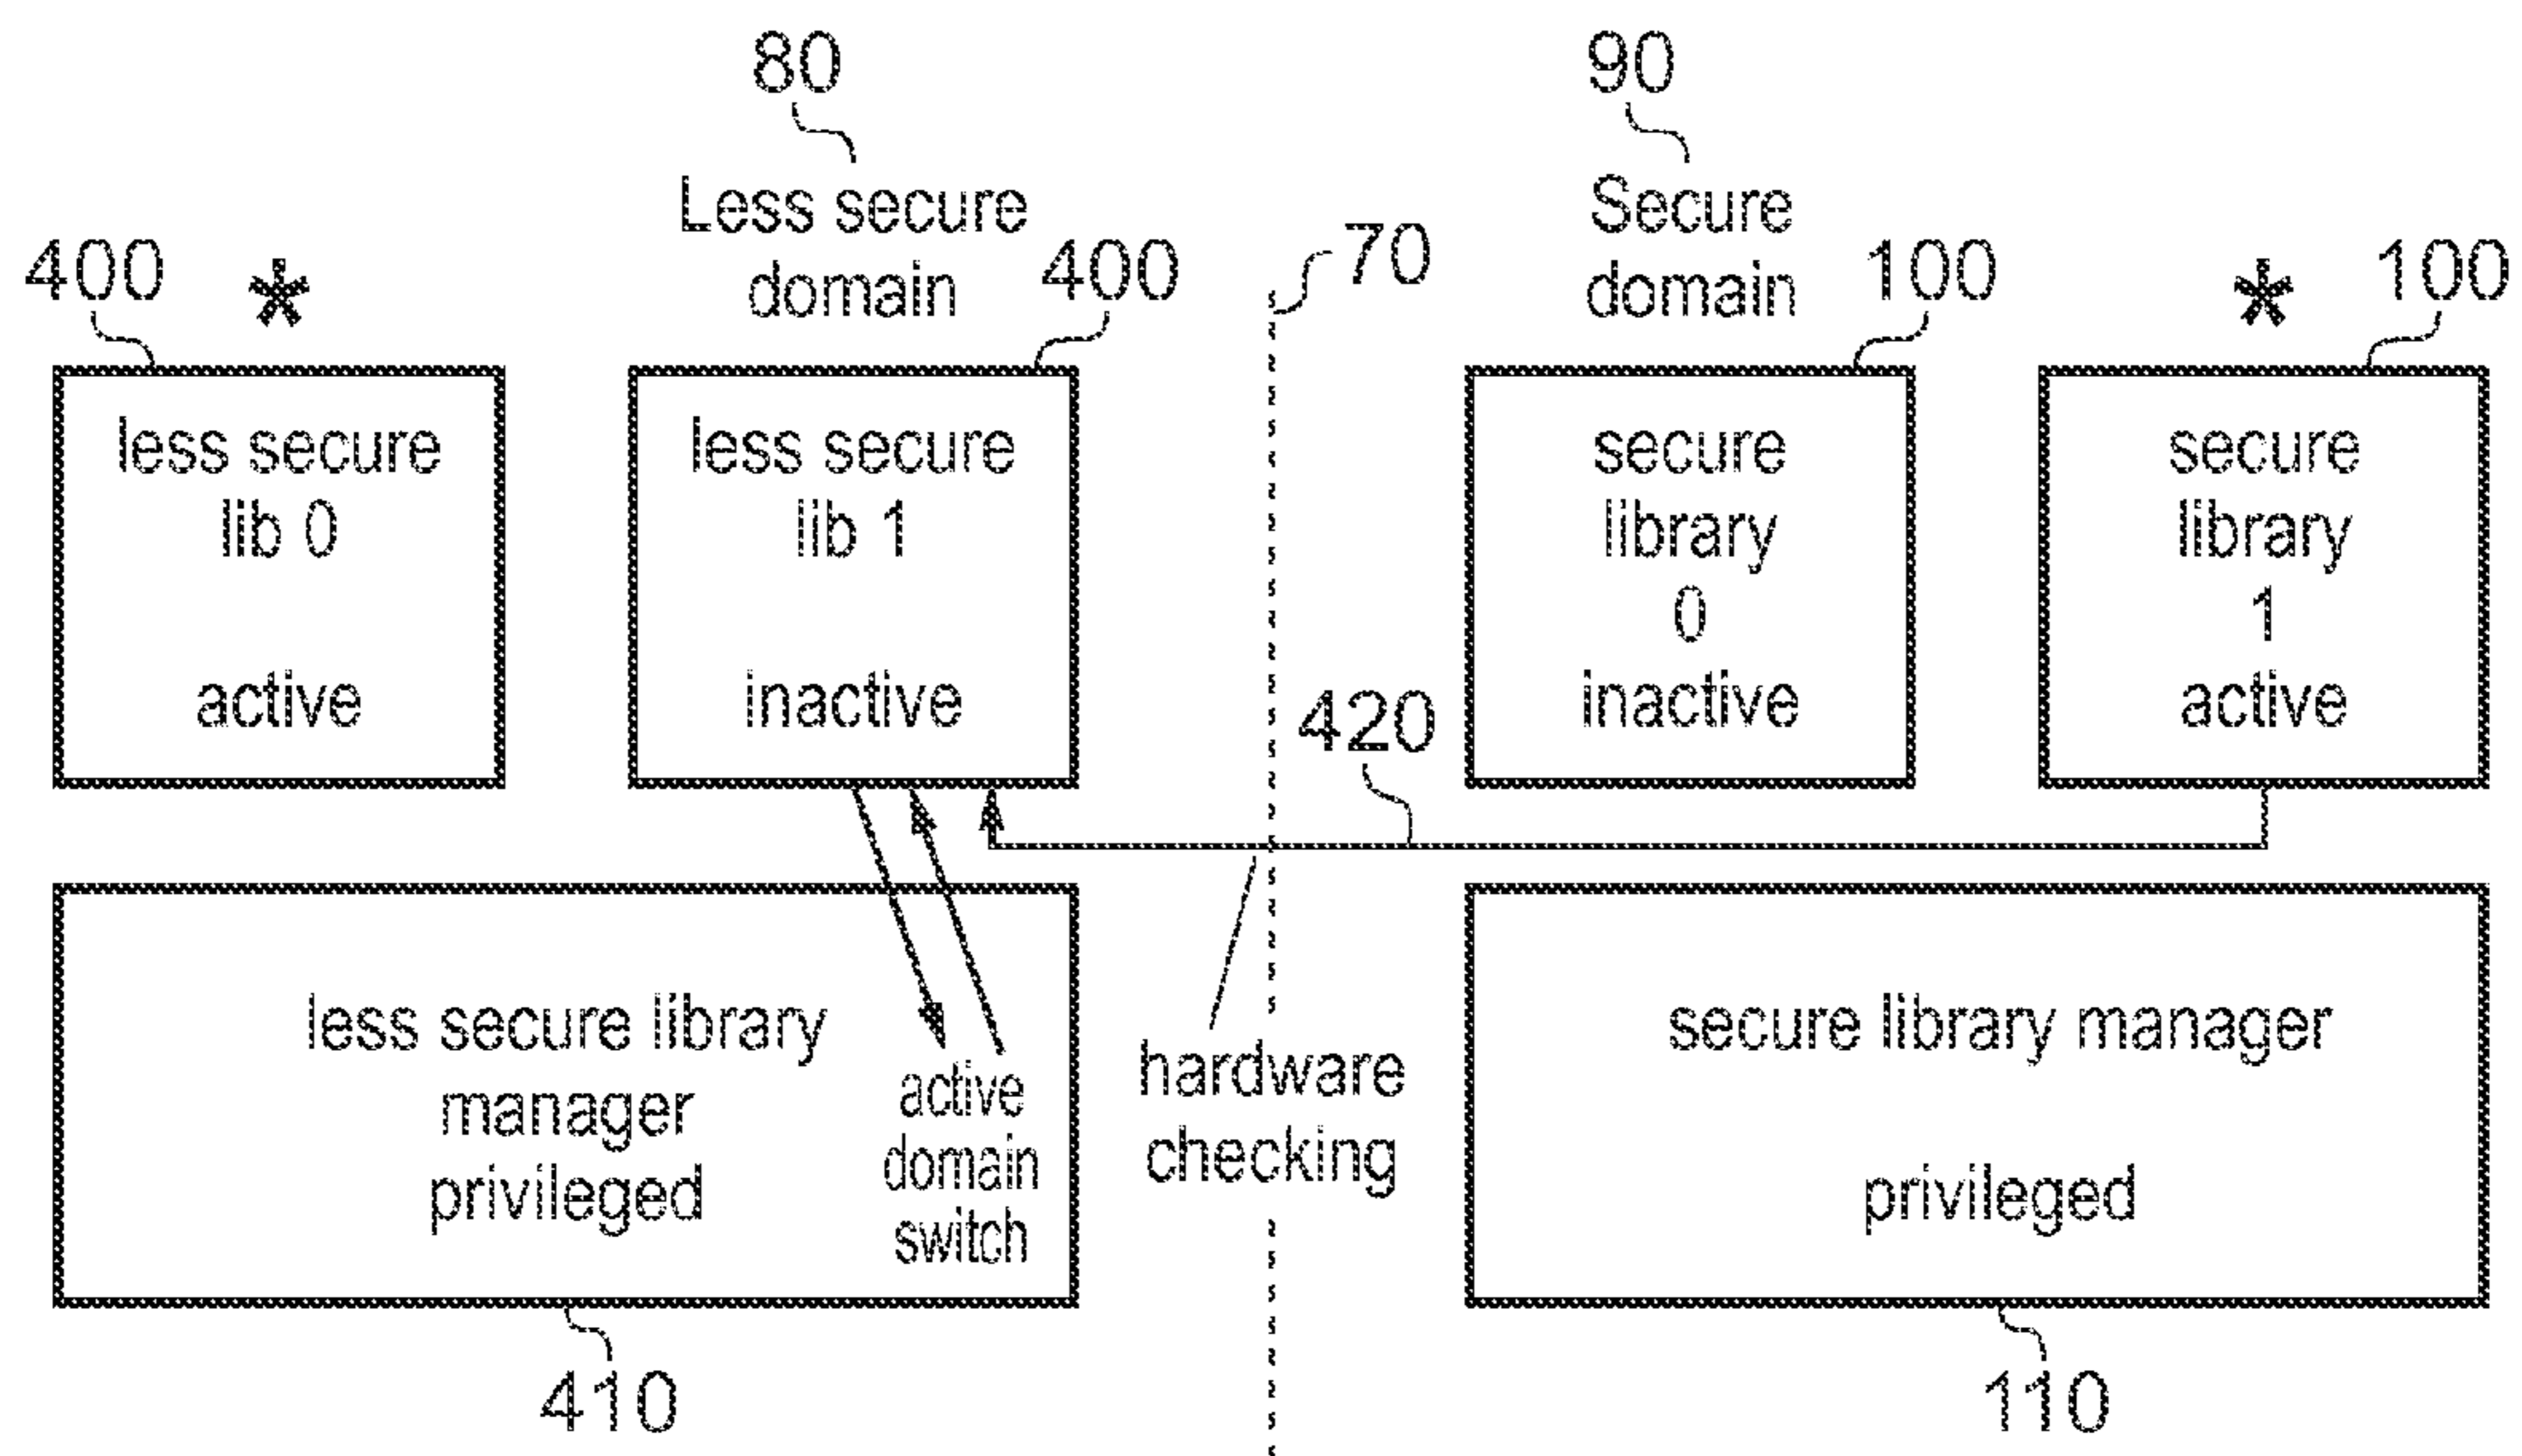 80
90
Less secure
domain
Secure
domain
70
400
*
400
100
*
100
less secure
lib 0
active
less secure
lib 1
inactive
secure
library
0
inactive
secure
library
1
active
420
less secure library
manager
privileged
active
domain
switch
hardware
checking
secure library manager
privileged
410
110